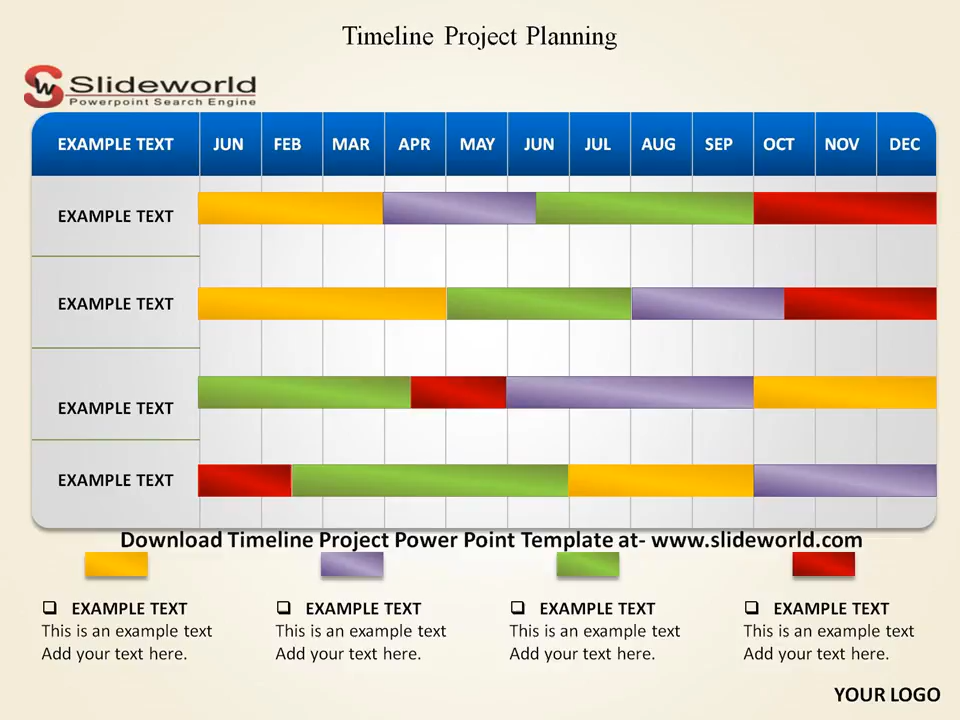 Timeline Project Planning
Sw Slideworld
Powerpoint Search Engine
EXAMPLE TEXT JUN FEB MAR APR MAY JUN JUL AUG SEP OCT NOV DEC
EXAMPLE TEXT
EXAMPLE TEXT
EXAMPLE TEXT
EXAMPLE TEXT
Download Timeline Project Power Point Template at- www.slideworld.com
❑ EXAMPLE TEXT ❑ EXAMPLE TEXT ❑ EXAMPLE TEXT ❑ EXAMPLE TEXT
This is an example text This is an example text This is an example text This is an example text
Add your text here. Add your text here. Add your text here. Add your text here.
YOUR LOGO